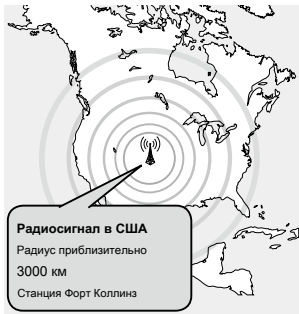 Радиосигнал в США
Радиус приблизительно
3000 км
Станция Форт Коллинз